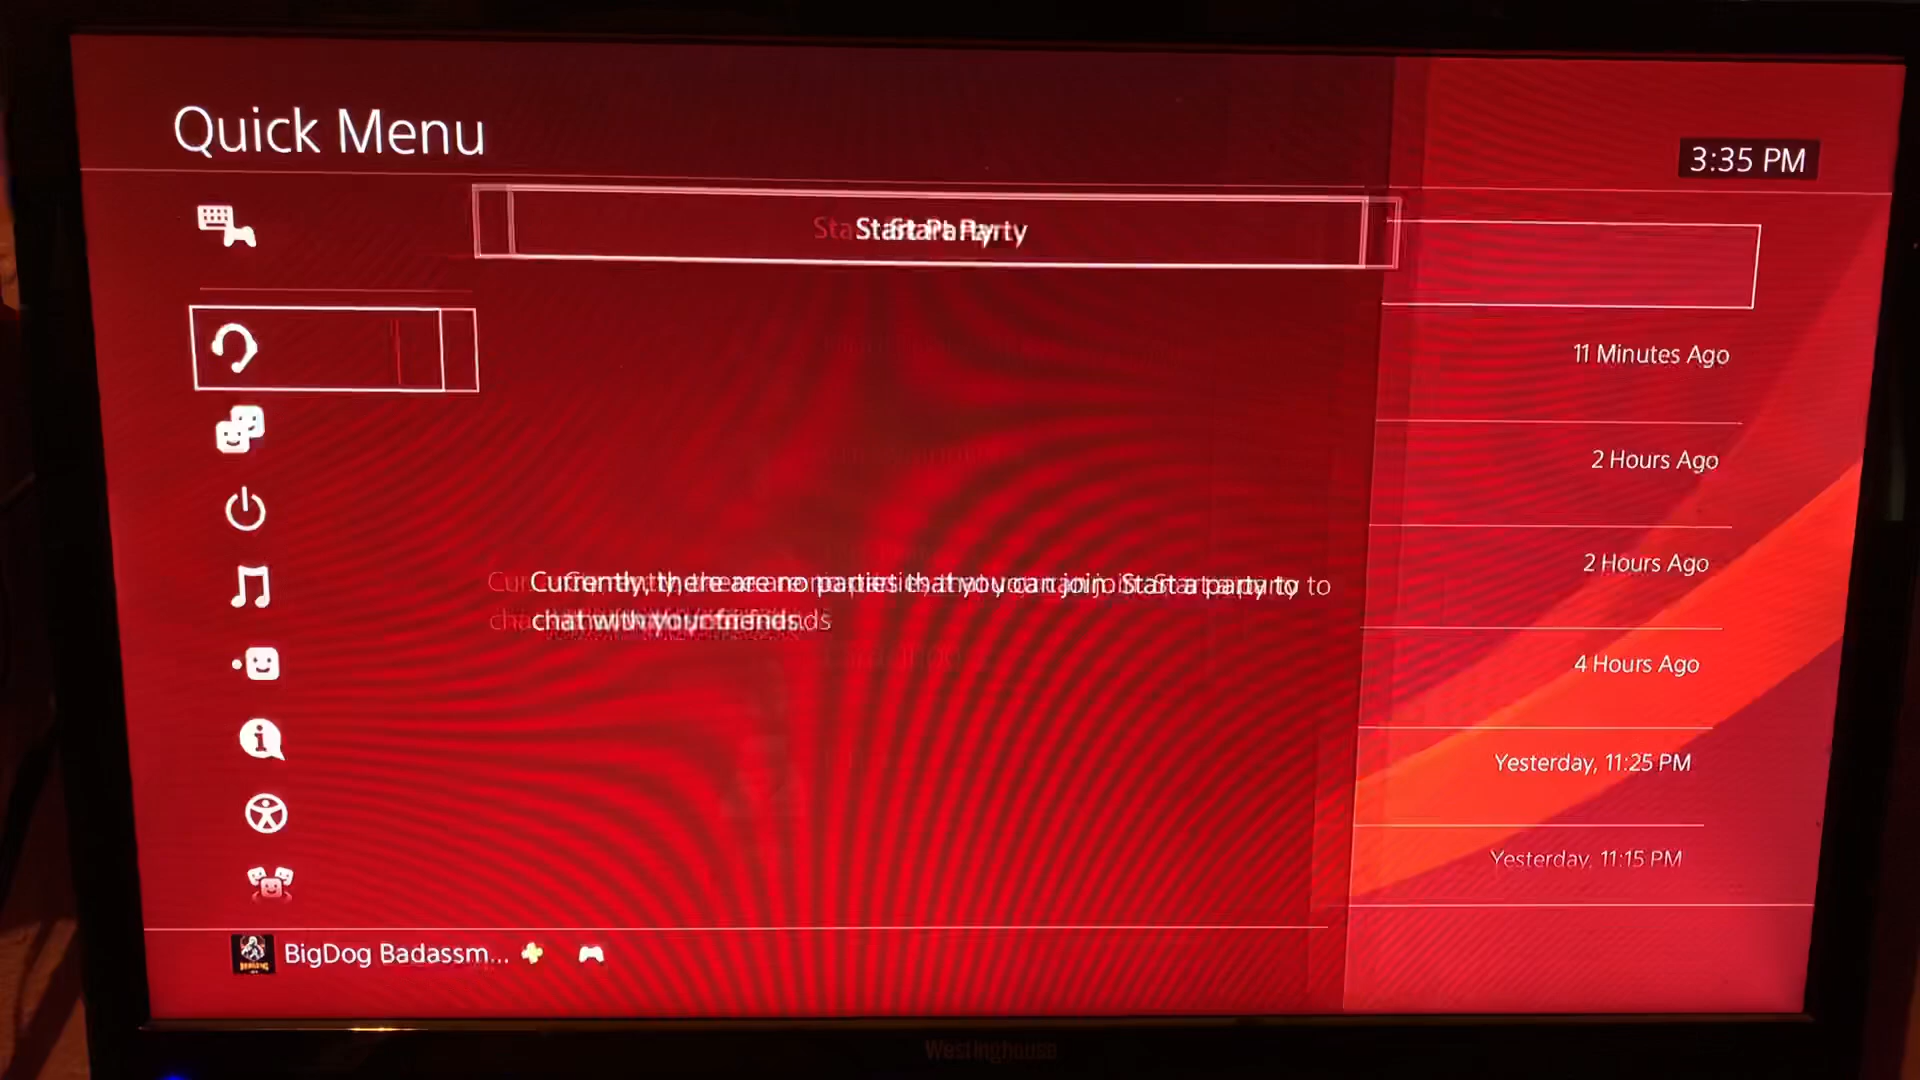 Quick Menu
3:35 PM
Start Party
11 Minutes Ago
2 Hours Ago
Currently, there are no parties that you can join. Start a party to
chat with your friends.
2 Hours Ago
4 Hours Ago
Yesterday, 11:25 PM
Yesterday, 11:15 PM
BigDog Badassm...
Westinghouse